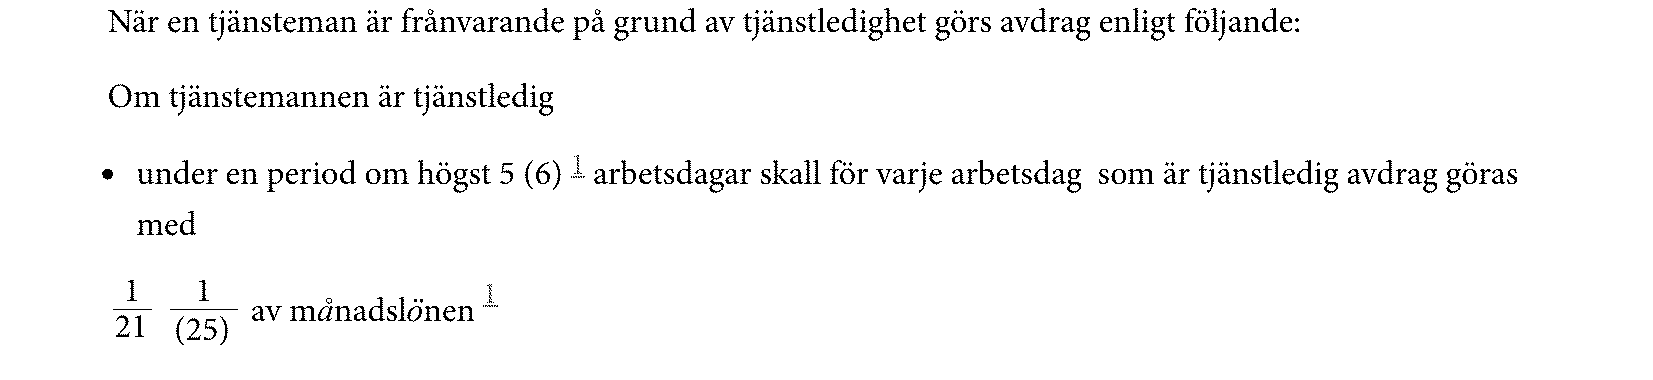 När en tjänsteman är frånvarande på grund av tjänstledighet görs avdrag enligt följande:
Om tjänstemannen är tjänstledig
• under en period om högst 5 (6) 1 arbetsdagar skall för varje arbetsdag som är tjänstledig avdrag göras
med
1/21 1/(25) av månadslönen 1